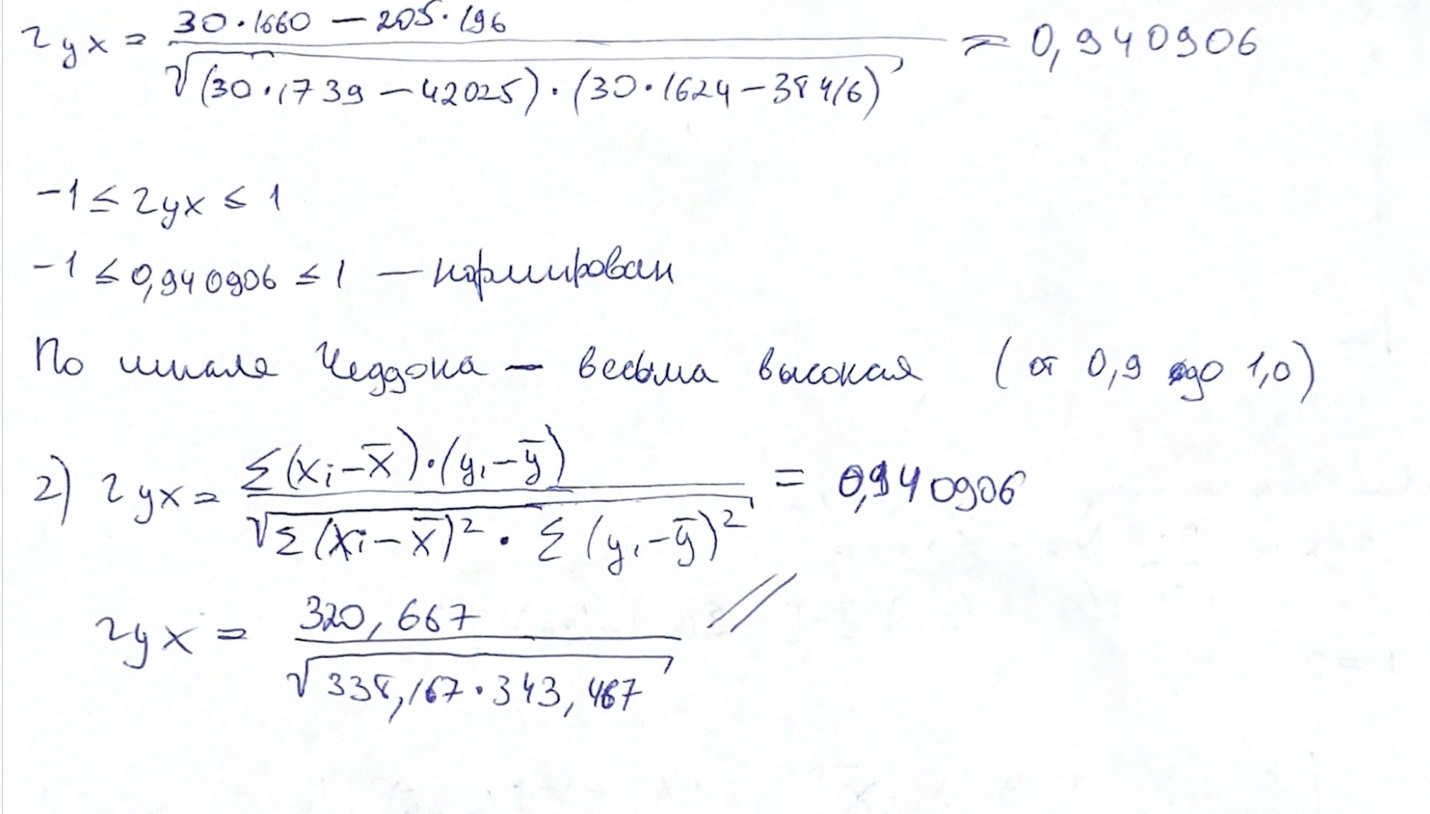 r yx = (30·1660 − 205·196) / √((30·1739 − 42025)·(30·1624 − 38416)) = 0,940906
−1 ≤ r yx ≤ 1
−1 ≤ 0,940906 ≤ 1 — нормирован
По шкале Чеддока — весьма высокая (от 0,9 до 1,0)
2) r yx = Σ(xi−x̄)·(yi−ȳ) / √(Σ(xi−x̄)² · Σ(yi−ȳ)²) = 0,940906
r yx = 320,667 / √(338,167·343,467) //